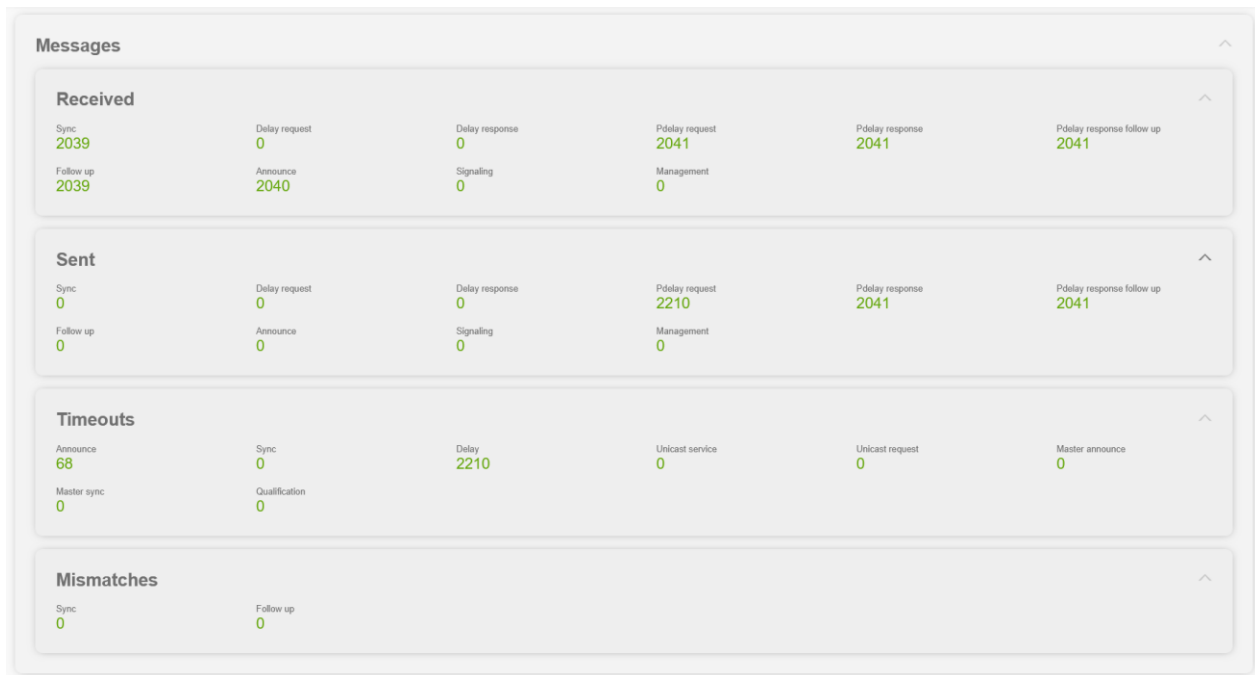 Messages
Received
Sync Delay request Delay response Pdelay request Pdelay response Pdelay response follow up
2039 0 0 2041 2041 2041
Follow up Announce Signaling Management
2039 2040 0 0
Sent
Sync Delay request Delay response Pdelay request Pdelay response Pdelay response follow up
0 0 0 2210 2041 2041
Follow up Announce Signaling Management
0 0 0 0
Timeouts
Announce Sync Delay Unicast service Unicast request Master announce
68 0 2210 0 0 0
Master sync Qualification
0 0
Mismatches
Sync Follow up
0 0